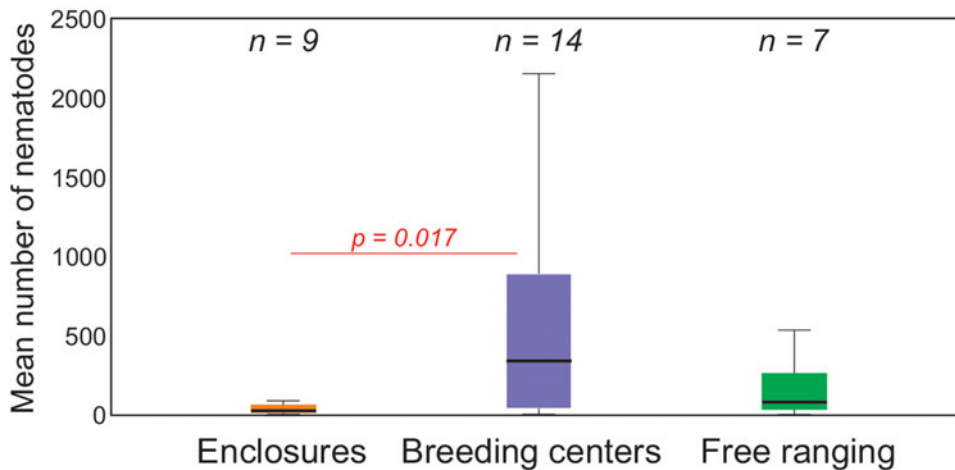 Mean number of nematodes
2500
2000
1500
1000
500
0
n = 9
n = 14
n = 7
p = 0.017
Enclosures
Breeding centers
Free ranging